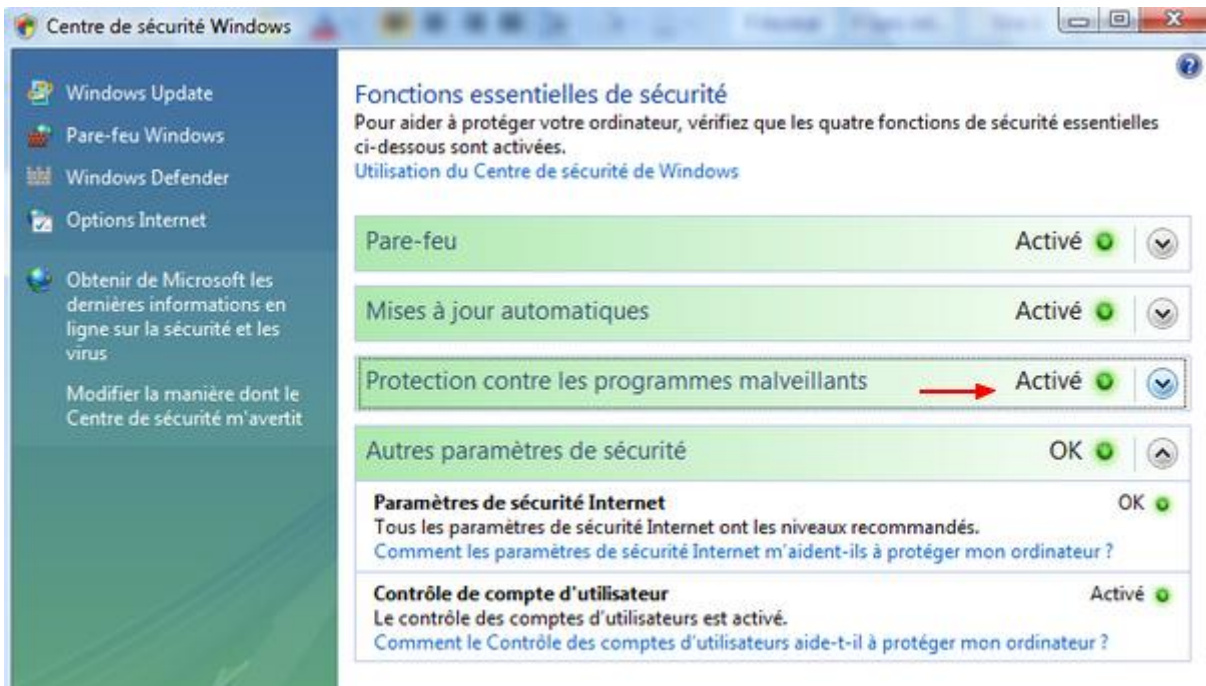 Centre de sécurité Windows
Windows Update
Pare-feu Windows
Windows Defender
Options Internet
Obtenir de Microsoft les
dernières informations en
ligne sur la sécurité et les
virus
Modifier la manière dont le
Centre de sécurité m'avertit
Fonctions essentielles de sécurité
Pour aider à protéger votre ordinateur, vérifiez que les quatre fonctions de sécurité essentielles
ci-dessous sont activées.
Utilisation du Centre de sécurité de Windows
Pare-feu Activé
Mises à jour automatiques Activé
Protection contre les programmes malveillants Activé
Autres paramètres de sécurité OK
Paramètres de sécurité Internet OK
Tous les paramètres de sécurité Internet ont les niveaux recommandés.
Comment les paramètres de sécurité Internet m'aident-ils à protéger mon ordinateur ?
Contrôle de compte d'utilisateur Activé
Le contrôle des comptes d'utilisateurs est activé.
Comment le Contrôle des comptes d'utilisateurs aide-t-il à protéger mon ordinateur ?